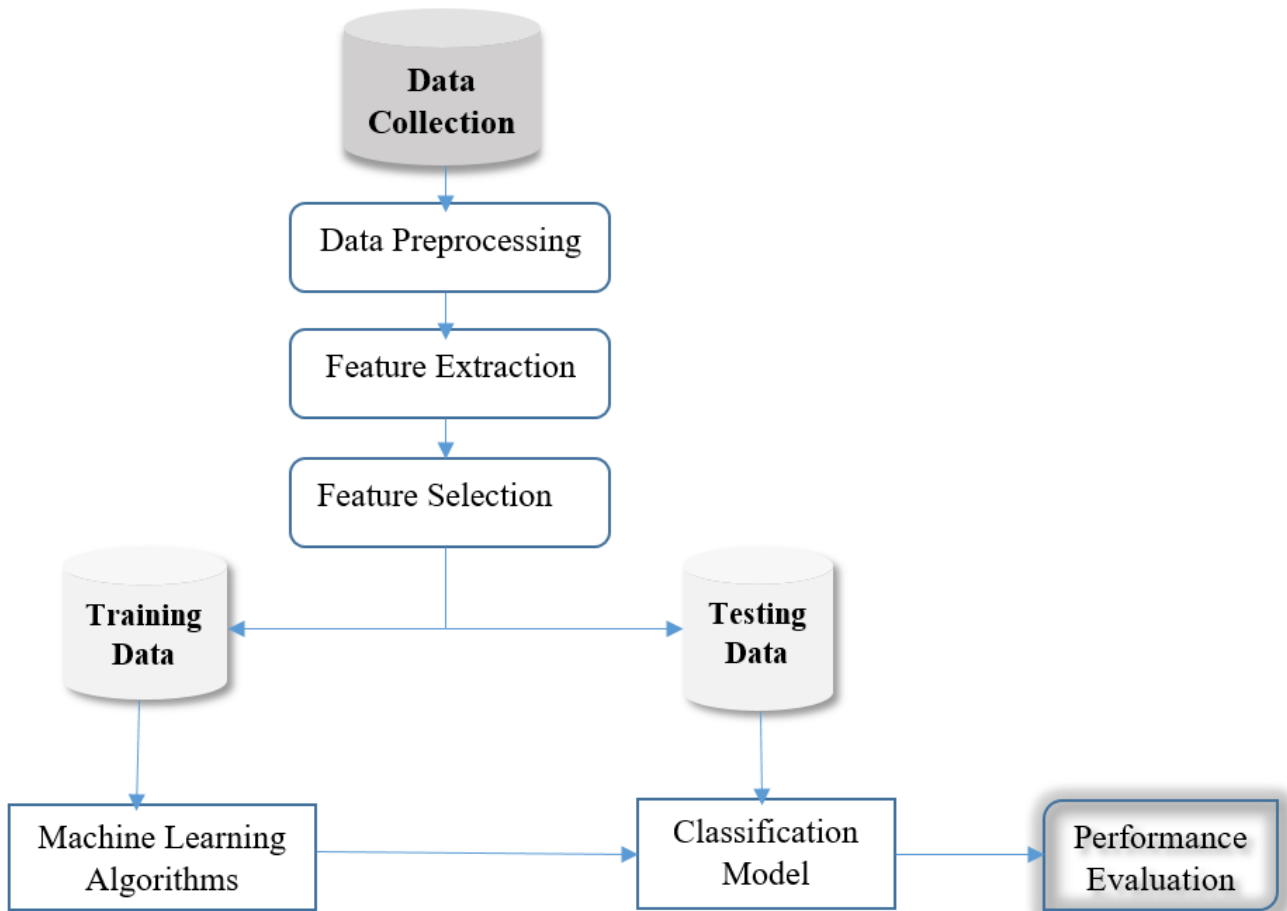 Data
Collection
Data Preprocessing
Feature Extraction
Feature Selection
Training
Data
Testing
Data
Machine Learning
Algorithms
Classification
Model
Performance
Evaluation